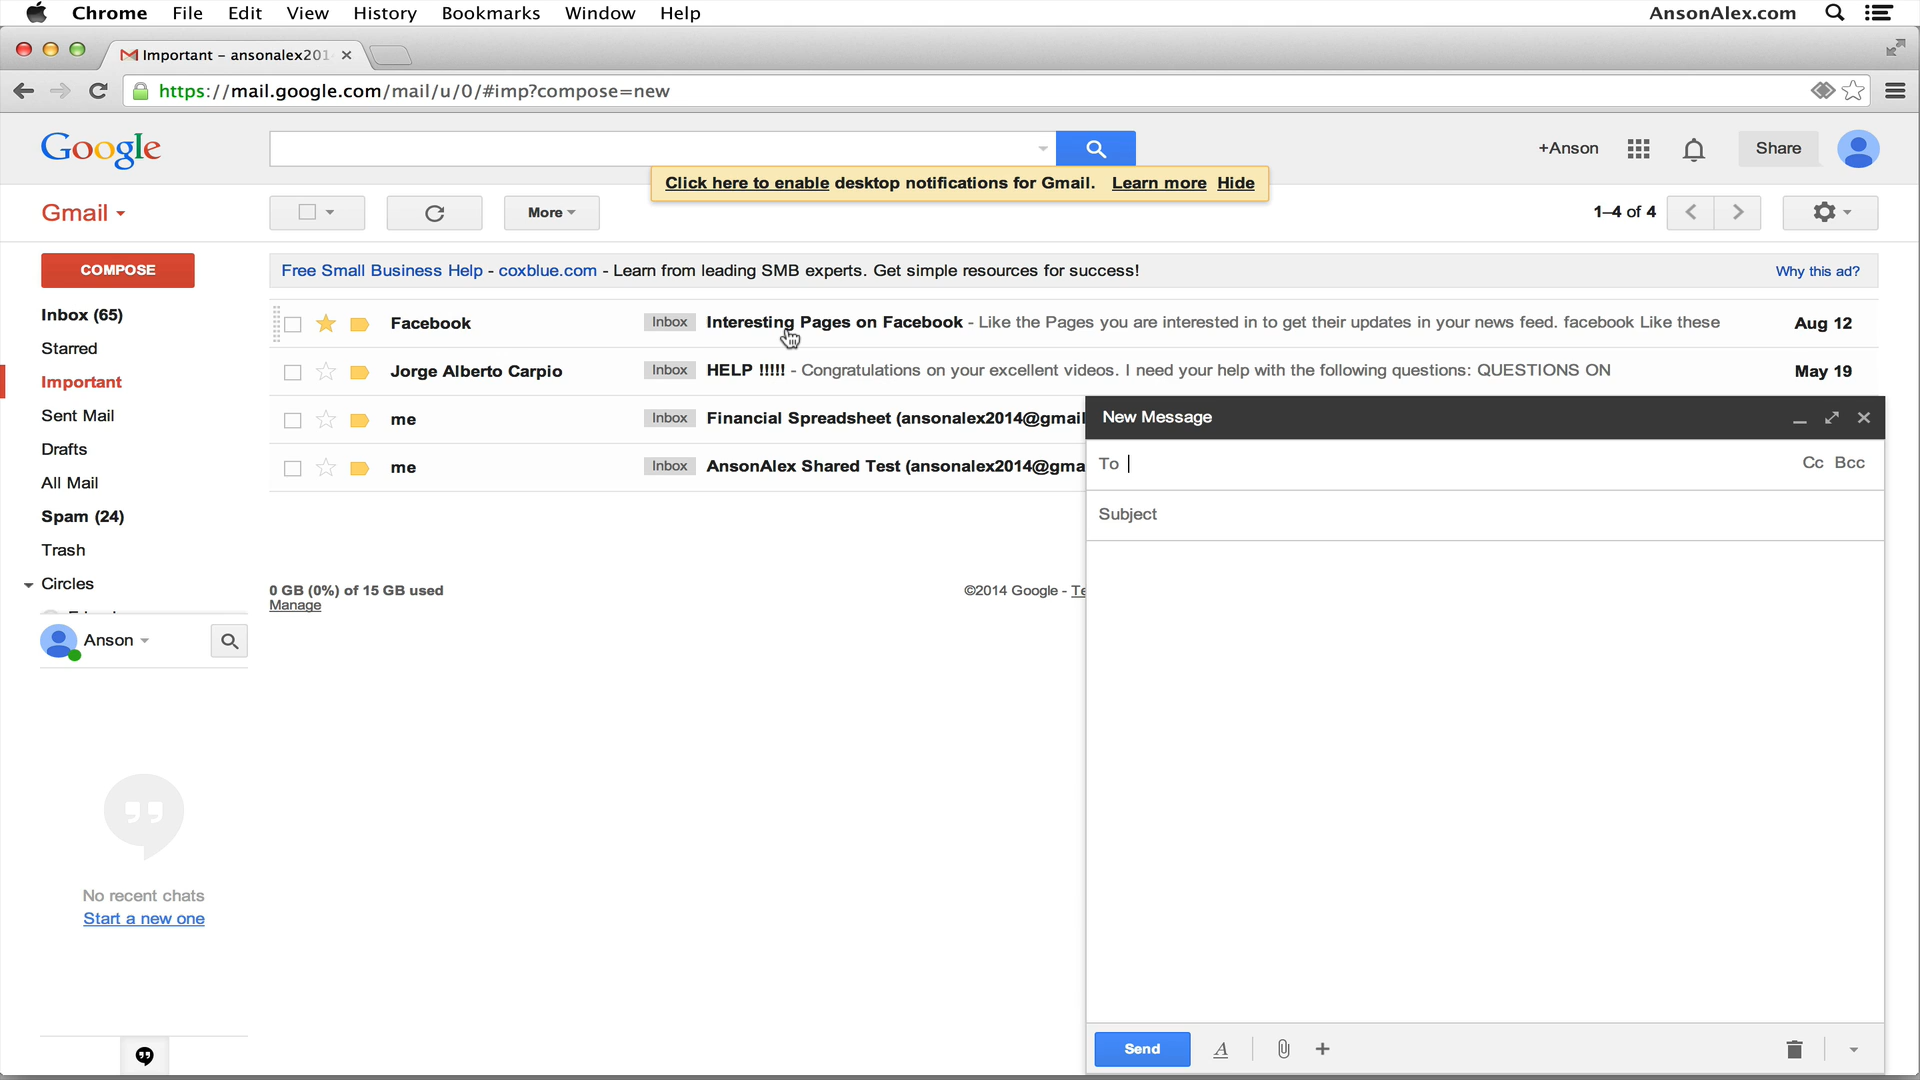 Chrome File Edit View History Bookmarks Window Help AnsonAlex.com
Important – ansonalex201
https://mail.google.com/mail/u/0/#imp?compose=new
Google +Anson Share
Click here to enable desktop notifications for Gmail. Learn more Hide
Gmail More 1–4 of 4
COMPOSE
Free Small Business Help - coxblue.com - Learn from leading SMB experts. Get simple resources for success! Why this ad?
Inbox (65)
Starred
Important
Sent Mail
Drafts
All Mail
Spam (24)
Trash
Circles
Facebook Inbox Interesting Pages on Facebook - Like the Pages you are interested in to get their updates in your news feed. facebook Like these Aug 12
Jorge Alberto Carpio Inbox HELP !!!!! - Congratulations on your excellent videos. I need your help with the following questions: QUESTIONS ON May 19
me Inbox Financial Spreadsheet (ansonalex2014@gmail
me Inbox AnsonAlex Shared Test (ansonalex2014@gma
0 GB (0%) of 15 GB used
Manage
©2014 Google - Te
Anson
No recent chats
Start a new one
New Message
To Cc Bcc
Subject
Send A